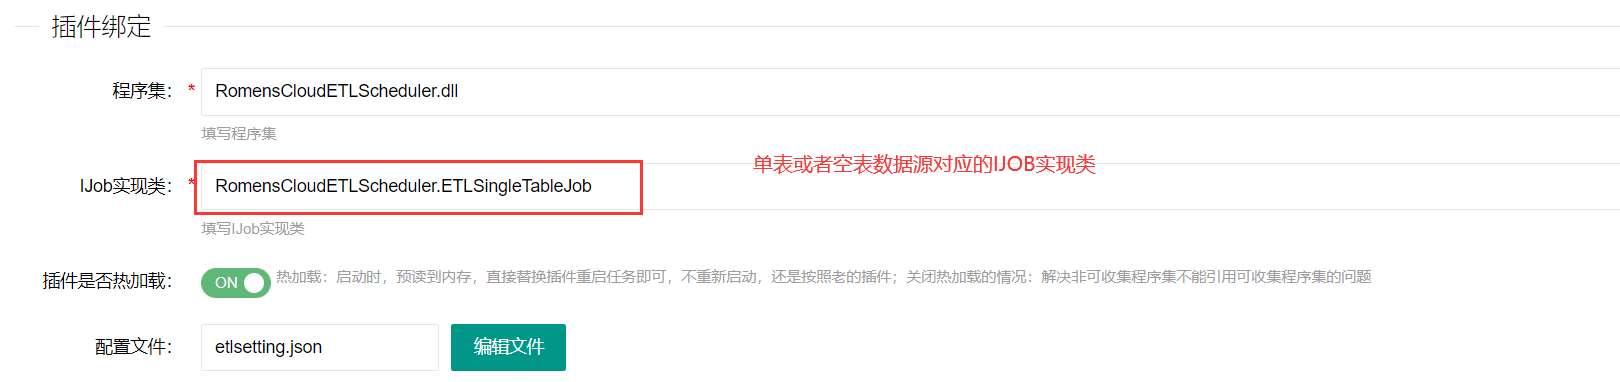 插件绑定
程序集： * RomensCloudETLScheduler.dll
填写程序集
单表或者空表数据源对应的IJOB实现类
IJob实现类： * RomensCloudETLScheduler.ETLSingleTableJob
填写IJob实现类
插件是否热加载： ON 热加载：启动时，预读到内存，直接替换插件重启任务即可，不重新启动，还是按照老的插件；关闭热加载的情况：解决非可收集程序集不能引用可收集程序集的问题
配置文件： etlsetting.json 编辑文件